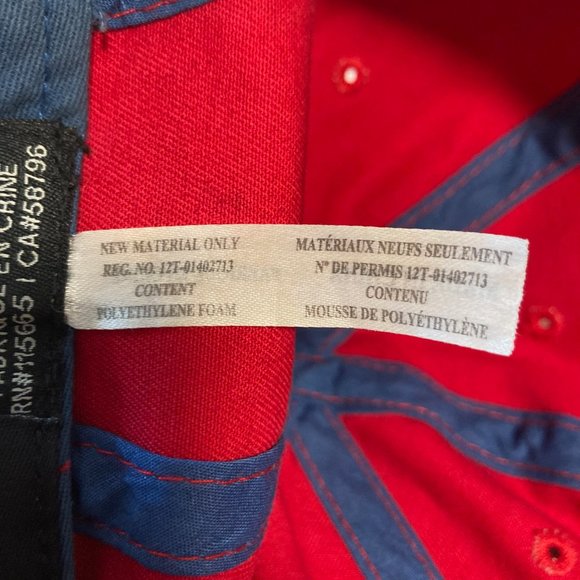 NEW MATERIAL ONLY
REG. NO. 12T-01402713
CONTENT
POLYETHYLENE FOAM
MATÉRIAUX NEUFS SEULEMENT
Nº DE PERMIS 12T-01402713
CONTENU
MOUSSE DE POLYÉTHYLÈNE
EN CHINE
RN#115665 | CA#58796